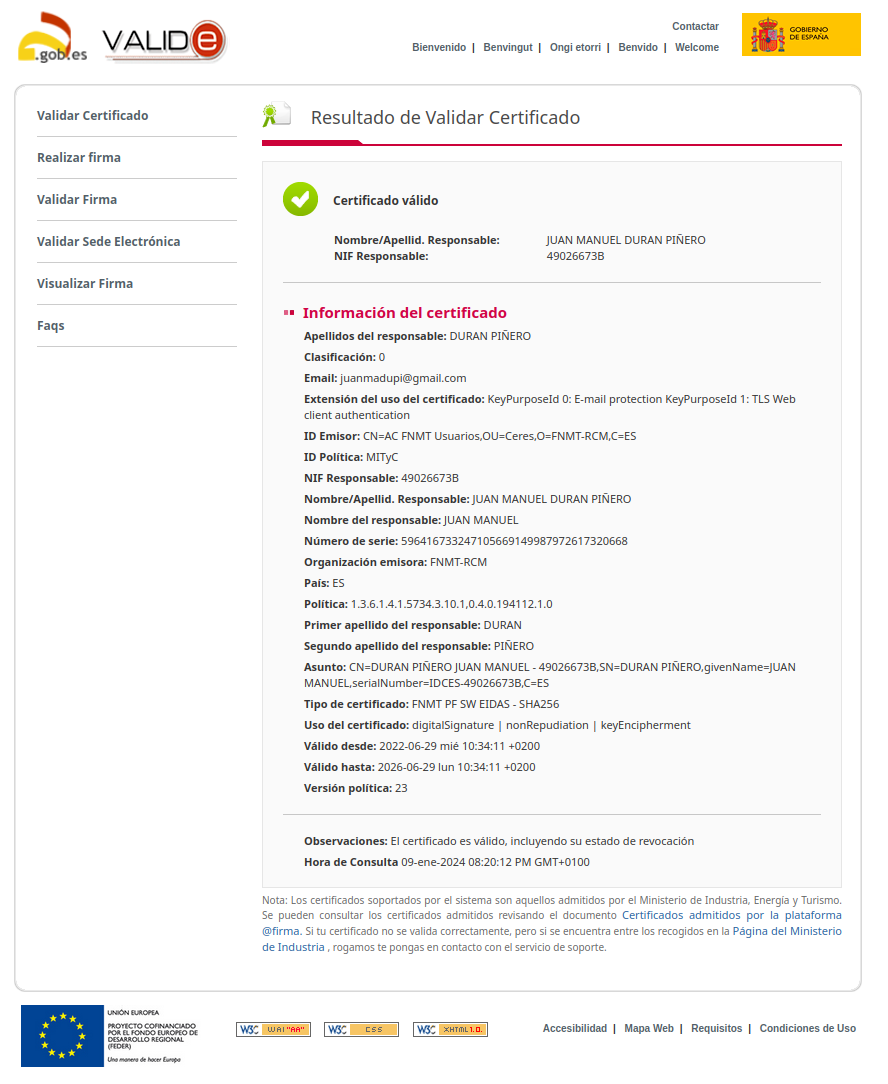 .gob.es
VALIDe
Contactar
Bienvenido | Benvingut | Ongi etorri | Benvido | Welcome
GOBIERNO
DE ESPAÑA
Validar Certificado
Realizar firma
Validar Firma
Validar Sede Electrónica
Visualizar Firma
Faqs
Resultado de Validar Certificado
Certificado válido
Nombre/Apellid. Responsable: JUAN MANUEL DURAN PIÑERO
NIF Responsable: 49026673B
Información del certificado
Apellidos del responsable: DURAN PIÑERO
Clasificación: 0
Email: juanmadupi@gmail.com
Extensión del uso del certificado: KeyPurposeId 0: E-mail protection KeyPurposeId 1: TLS Web
client authentication
ID Emisor: CN=AC FNMT Usuarios,OU=Ceres,O=FNMT-RCM,C=ES
ID Política: MITyC
NIF Responsable: 49026673B
Nombre/Apellid. Responsable: JUAN MANUEL DURAN PIÑERO
Nombre del responsable: JUAN MANUEL
Número de serie: 59641673324710566914998797261732​0668
Organización emisora: FNMT-RCM
País: ES
Política: 1.3.6.1.4.1.5734.3.10.1,0.4.0.194112.1.0
Primer apellido del responsable: DURAN
Segundo apellido del responsable: PIÑERO
Asunto: CN=DURAN PIÑERO JUAN MANUEL - 49026673B,SN=DURAN PIÑERO,givenName=JUAN
MANUEL,serialNumber=IDCES-49026673B,C=ES
Tipo de certificado: FNMT PF SW EIDAS - SHA256
Uso del certificado: digitalSignature | nonRepudiation | keyEncipherment
Válido desde: 2022-06-29 mié 10:34:11 +0200
Válido hasta: 2026-06-29 lun 10:34:11 +0200
Versión política: 23
Observaciones: El certificado es válido, incluyendo su estado de revocación
Hora de Consulta 09-ene-2024 08:20:12 PM GMT+0100
Nota: Los certificados soportados por el sistema son aquellos admitidos por el Ministerio de Industria, Energía y Turismo.
Se pueden consultar los certificados admitidos revisando el documento Certificados admitidos por la plataforma
@firma. Si tu certificado no se valida correctamente, pero si se encuentra entre los recogidos en la Página del Ministerio
de Industria , rogamos te pongas en contacto con el servicio de soporte.
UNIÓN EUROPEA
PROYECTO COFINANCIADO
POR EL FONDO EUROPEO DE
DESARROLLO REGIONAL
(FEDER)
Una manera de hacer Europa
W3C WAI "AA"
W3C CSS
W3C XHTML 1.0.
Accesibilidad | Mapa Web | Requisitos | Condiciones de Uso